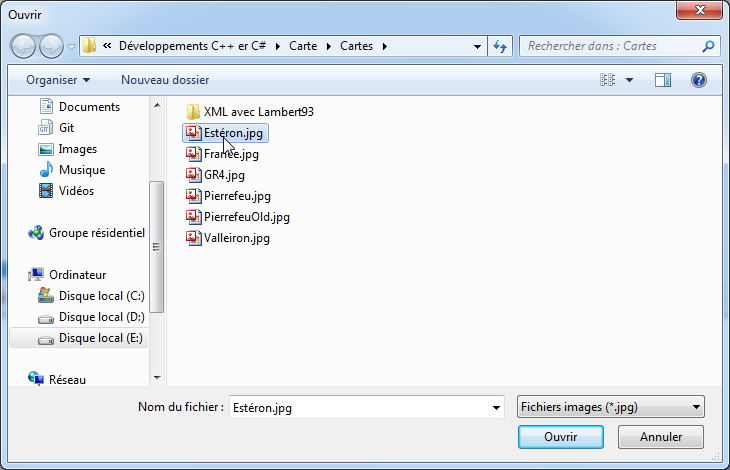 Ouvrir
« Développements C++ er C# Carte Cartes
Rechercher dans : Cartes
Organiser Nouveau dossier
Documents
Git
Images
Musique
Vidéos
Groupe résidentiel
Ordinateur
Disque local (C:)
Disque local (D:)
Disque local (E:)
Réseau
XML avec Lambert93
Estéron.jpg
France.jpg
GR4.jpg
Pierrefeu.jpg
PierrefeuOld.jpg
Valleiron.jpg
Nom du fichier : Estéron.jpg
Fichiers images (*.jpg)
Ouvrir Annuler